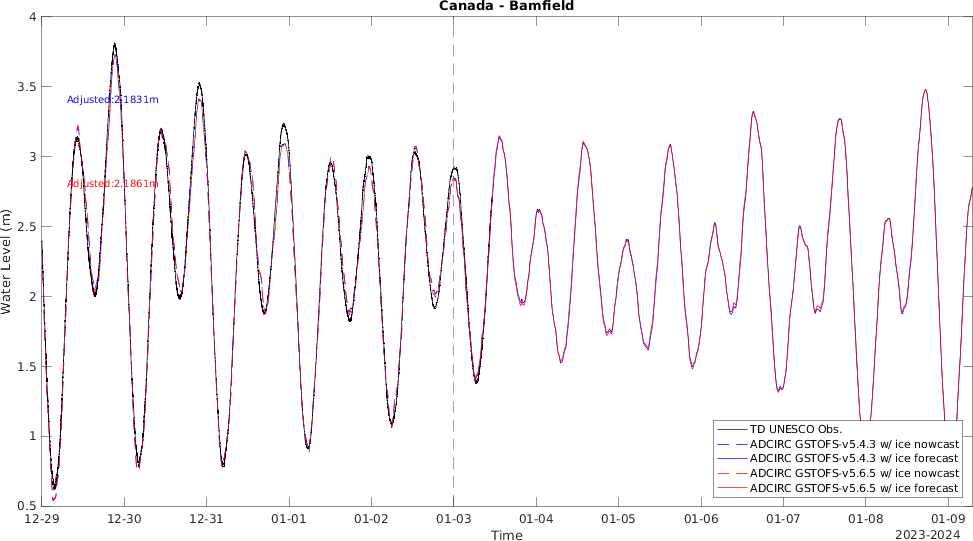 Canada - Bamfield
4
3.5
Adjusted:2.1831m
3
Adjusted:2.1861m
2.5
Water Level (m)
2
1.5
1
0.5
TD UNESCO Obs.
ADCIRC GSTOFS-v5.4.3 w/ ice nowcast
ADCIRC GSTOFS-v5.4.3 w/ ice forecast
ADCIRC GSTOFS-v5.6.5 w/ ice nowcast
ADCIRC GSTOFS-v5.6.5 w/ ice forecast
12-29 12-30 12-31 01-01 01-02 01-03 01-04 01-05 01-06 01-07 01-08 01-09
Time
2023-2024